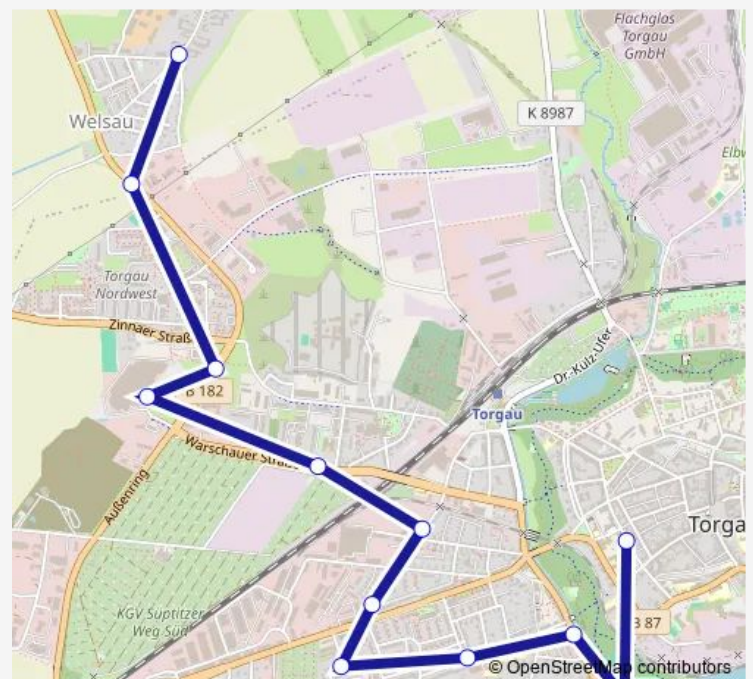 Flachglas
Torgau
GmbH
K 8987
Welsau
Elbw
Torgau
Nordwest
Zinnaer Straß
Dr.-Külz-Ufer
B 182
Torgau
Warschauer Straße
Außenring
Torga
KGV Süptitzer
Weg Süd
B 87
© OpenStreetMap contributors